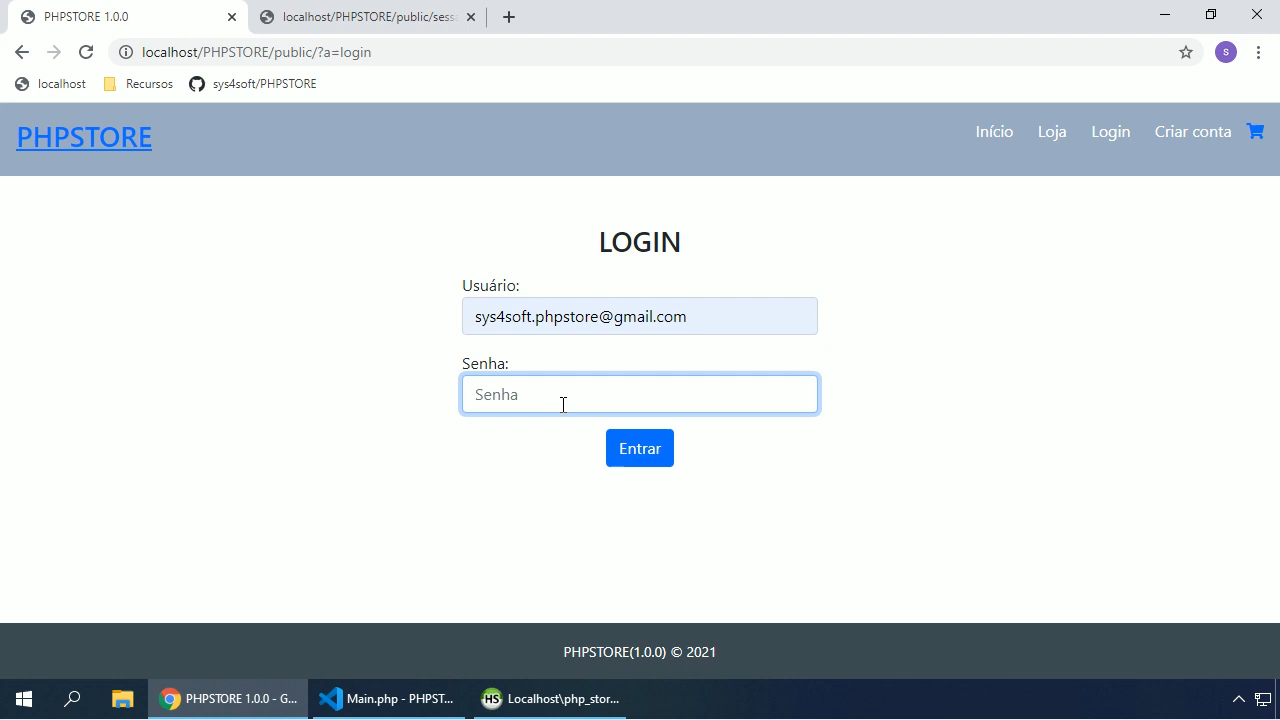 PHPSTORE 1.0.0
localhost/PHPSTORE/public/sess
localhost/PHPSTORE/public/?a=login
S
localhost
Recursos
sys4soft/PHPSTORE
PHPSTORE
Início
Loja
Login
Criar conta
LOGIN
Usuário:
sys4soft.phpstore@gmail.com
Senha:
Senha
Entrar
PHPSTORE(1.0.0) © 2021
PHPSTORE 1.0.0 - G...
Main.php - PHPST...
HS
Localhost\php_stor...